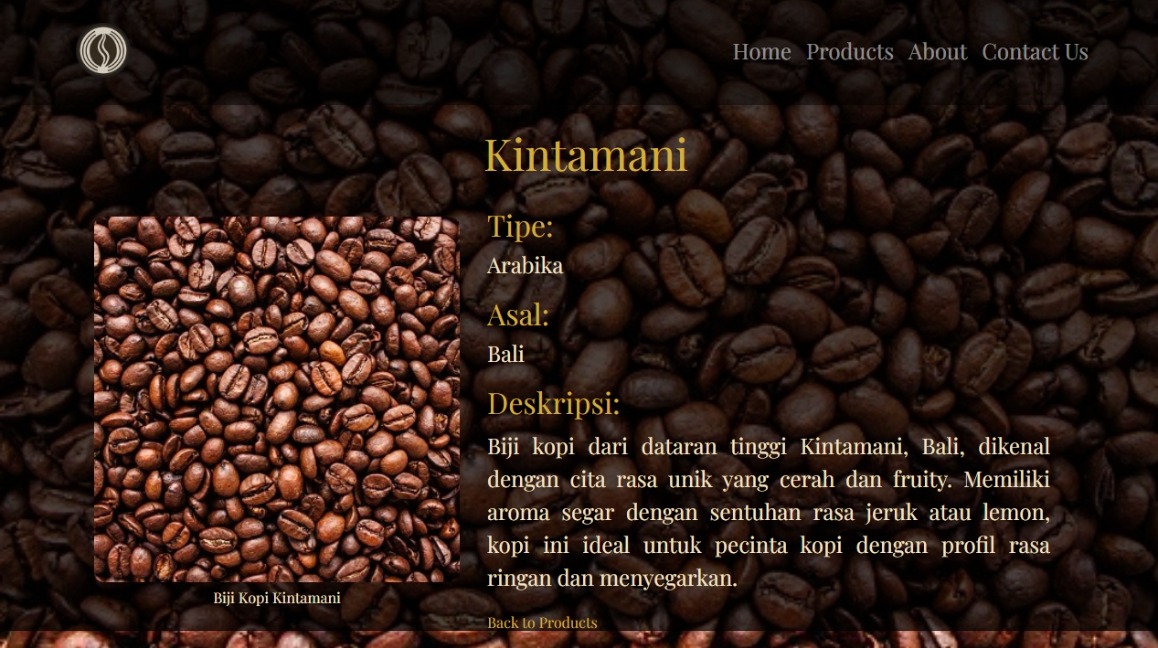 Home Products About Contact Us
Kintamani
Tipe:
Arabika
Asal:
Bali
Deskripsi:
Biji kopi dari dataran tinggi Kintamani, Bali, dikenal
dengan cita rasa unik yang cerah dan fruity. Memiliki
aroma segar dengan sentuhan rasa jeruk atau lemon,
kopi ini ideal untuk pecinta kopi dengan profil rasa
ringan dan menyegarkan.
Biji Kopi Kintamani
Back to Products